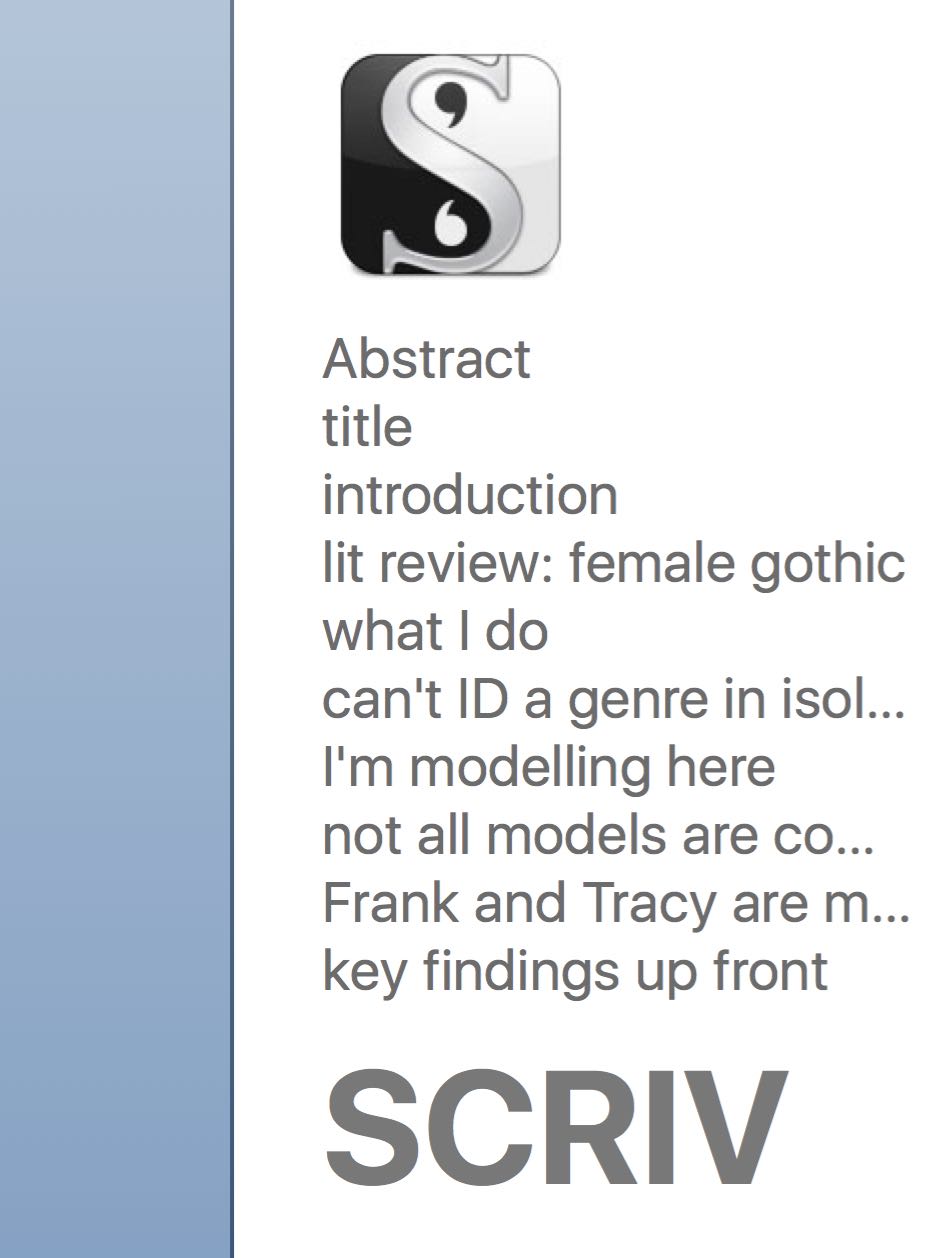 Abstract
title
introduction
lit review: female gothic
what I do
can't ID a genre in isol...
I'm modelling here
not all models are co...
Frank and Tracy are m...
key findings up front
SCRIV